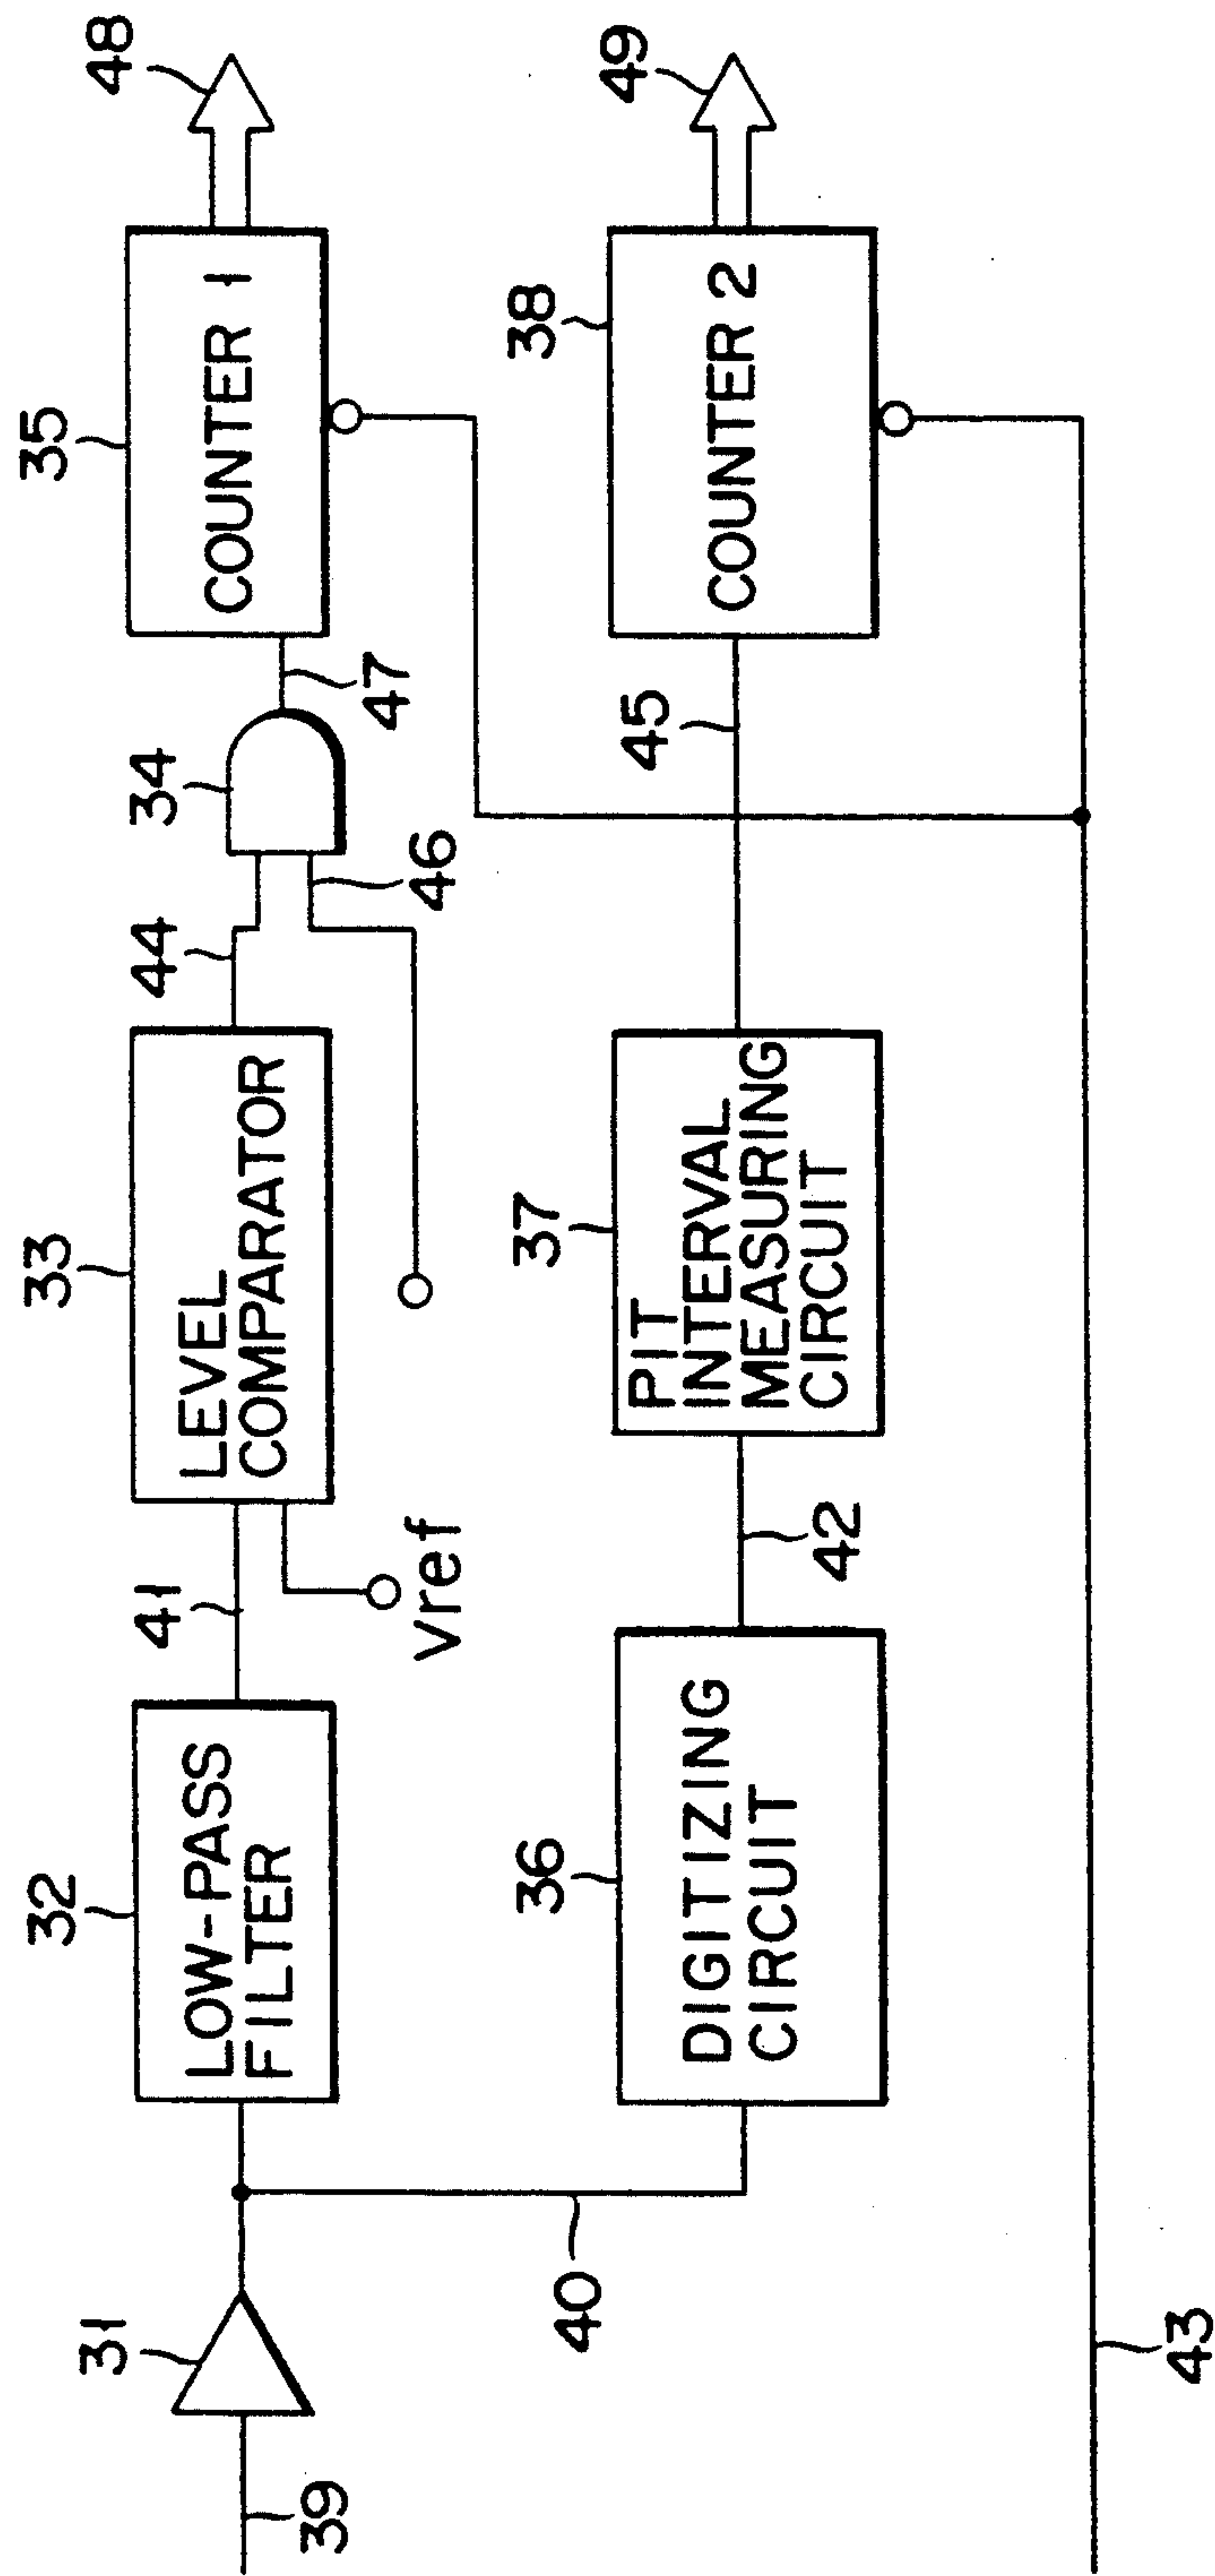 31
32
33
34
35
LOW-PASS
FILTER
LEVEL
COMPARATOR
COUNTER 1
39
41
44
47
48
Vref
46
40
36
37
38
DIGITIZING
CIRCUIT
PIT
INTERVAL
MEASURING
CIRCUIT
COUNTER 2
42
45
49
43